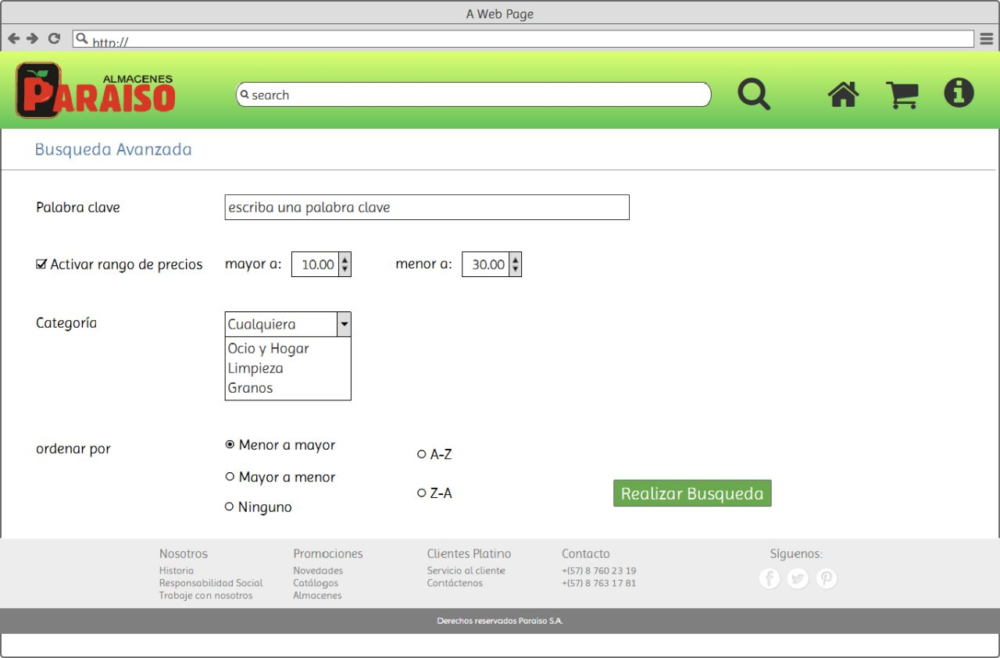 A Web Page
http://
ALMACENES
PARAISO
search
Busqueda Avanzada
Palabra clave
escriba una palabra clave
Activar rango de precios mayor a: 10.00 menor a: 30.00
Categoría
Cualquiera
Ocio y Hogar
Limpieza
Granos
ordenar por
Menor a mayor
Mayor a menor
Ninguno
A-Z
Z-A
Realizar Busqueda
Nosotros
Historia
Responsabilidad Social
Trabaje con nosotros
Promociones
Novedades
Catálogos
Almacenes
Clientes Platino
Servicio al cliente
Contáctenos
Contacto
+(57) 8 760 23 19
+(57) 8 763 17 81
Síguenos:
Derechos reservados Paraiso S.A.